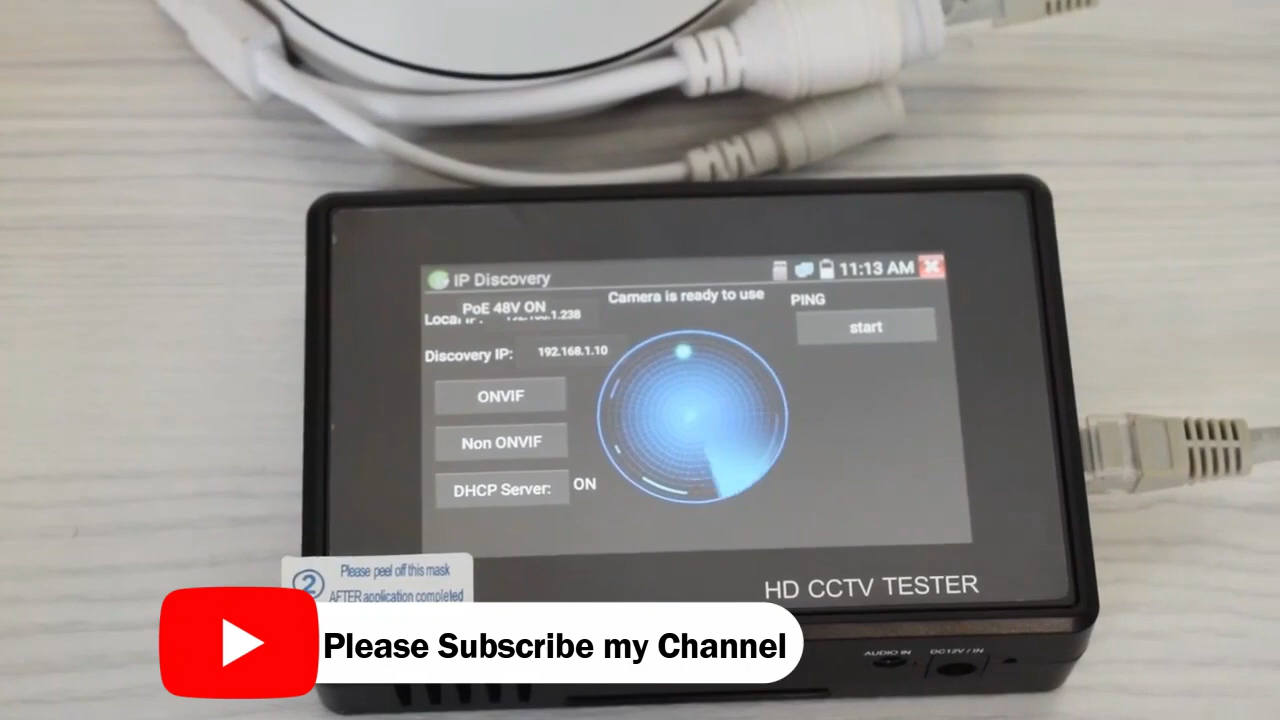 IP Discovery
11:13 AM
PoE 48V ON
Camera is ready to use
PING
start
Discovery IP: 192.168.1.10
ONVIF
Non ONVIF
DHCP Server: ON
2
Please peel off this mask
AFTER application completed
HD CCTV TESTER
Please Subscribe my Channel
AUDIO IN
DC12V / IN